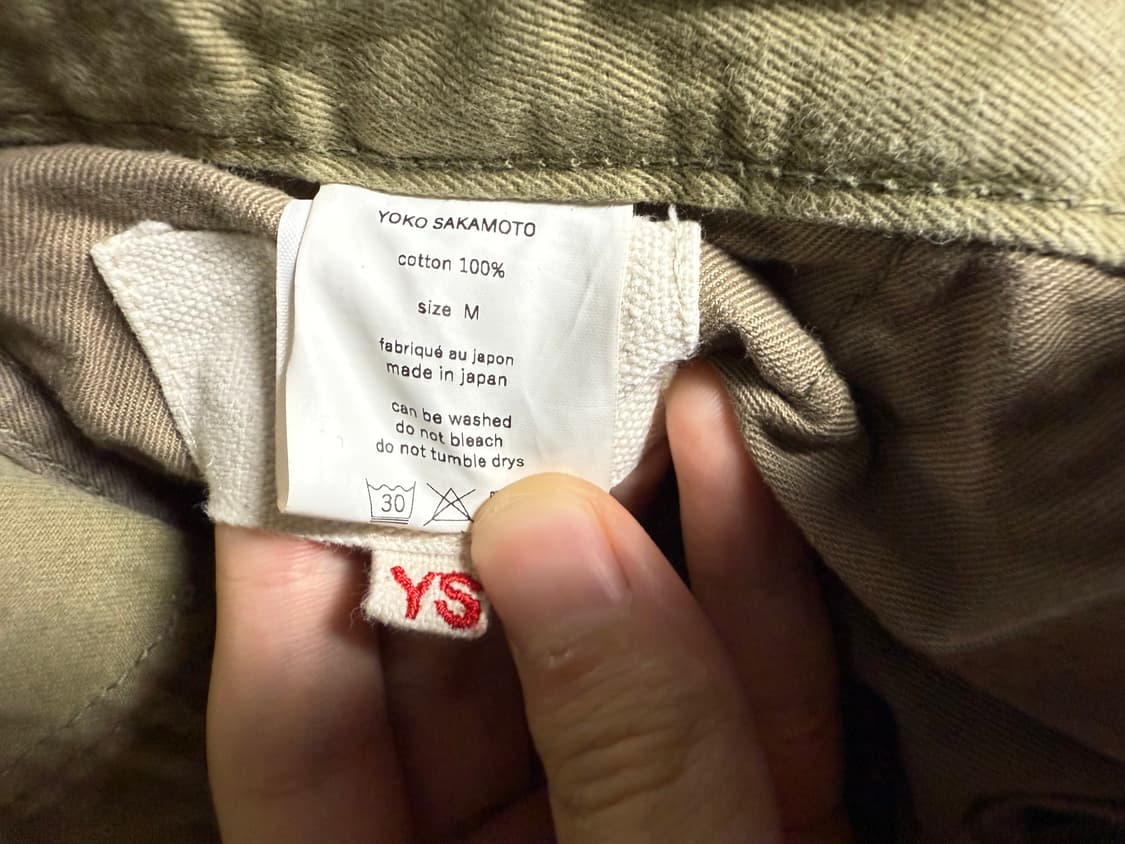 YOKO SAKAMOTO
cotton 100%
size M
fabriqué au japon
made in japan
can be washed
do not bleach
do not tumble drys
30
YS